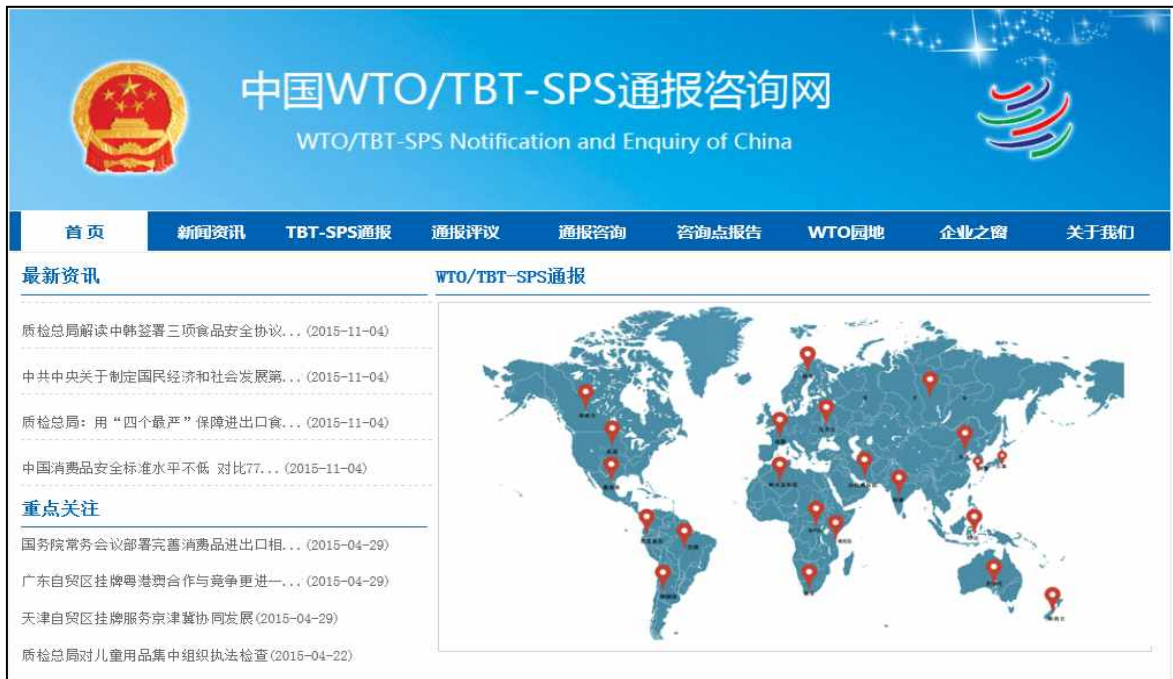 中国WTO/TBT-SPS通报咨询网
WTO/TBT-SPS Notification and Enquiry of China
首页 新闻资讯 TBT-SPS通报 通报评议 通报咨询 咨询点报告 WTO园地 企业之窗 关于我们
最新资讯
质检总局解读中韩签署三项食品安全协议...(2015-11-04)
中共中央关于制定国民经济和社会发展第...(2015-11-04)
质检总局：用“四个最严”保障进出口食...(2015-11-04)
中国消费品安全标准水平不低 对比77...(2015-11-04)
重点关注
国务院常务会议部署完善消费品进出口相...(2015-04-29)
广东自贸区挂牌粤港澳合作与竞争更进一...(2015-04-29)
天津自贸区挂牌服务京津冀协同发展(2015-04-29)
质检总局对儿童用品集中组织执法检查(2015-04-22)
WTO/TBT-SPS通报